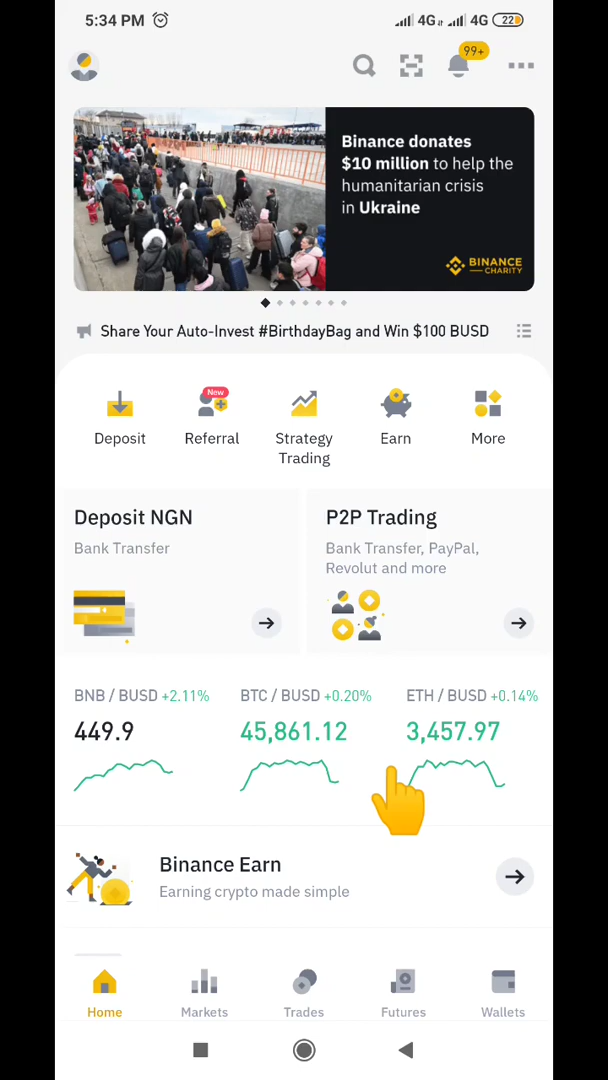 5:34 PM 4G 4G 22
99+
Binance donates
$10 million to help the
humanitarian crisis
in Ukraine
BINANCE
CHARITY
Share Your Auto-Invest #BirthdayBag and Win $100 BUSD
New
Deposit Referral Strategy Trading Earn More
Deposit NGN
Bank Transfer
P2P Trading
Bank Transfer, PayPal,
Revolut and more
BNB / BUSD +2.11% BTC / BUSD +0.20% ETH / BUSD +0.14%
449.9 45,861.12 3,457.97
Binance Earn
Earning crypto made simple
Home Markets Trades Futures Wallets